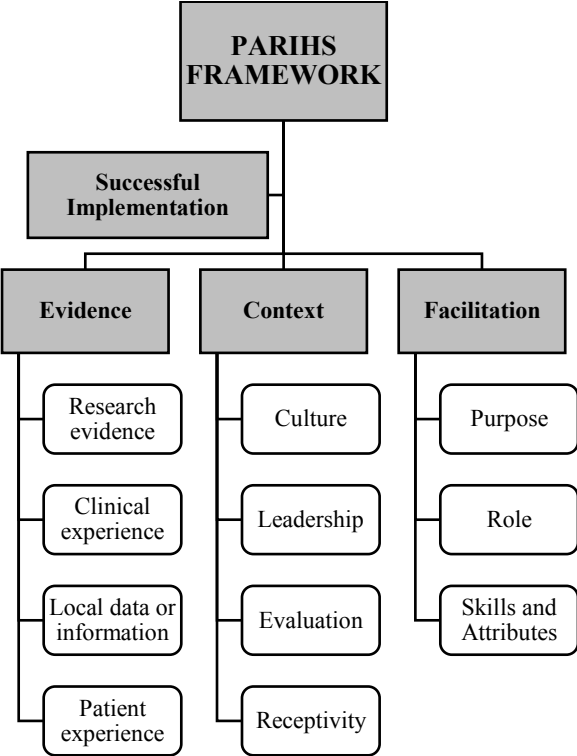 PARIHS
FRAMEWORK
Successful
Implementation
Evidence
Context
Facilitation
Research
evidence
Clinical
experience
Local data or
information
Patient
experience
Culture
Leadership
Evaluation
Receptivity
Purpose
Role
Skills and
Attributes